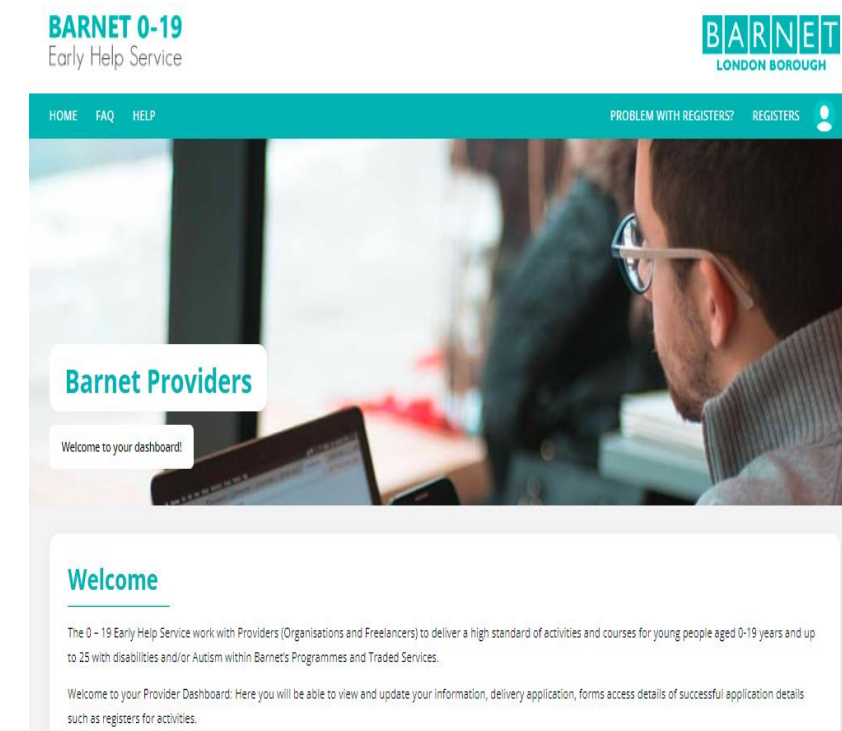 BARNET 0-19
Early Help Service
BARNET
LONDON BOROUGH
HOME FAQ HELP PROBLEM WITH REGISTERS? REGISTERS
Barnet Providers
Welcome to your dashboard!
Welcome
The 0 – 19 Early Help Service work with Providers (Organisations and Freelancers) to deliver a high standard of activities and courses for young people aged 0-19 years and up
to 25 with disabilities and/or Autism within Barnet's Programmes and Traded Services.
Welcome to your Provider Dashboard: Here you will be able to view and update your information, delivery application, forms access details of successful application details
such as registers for activities.